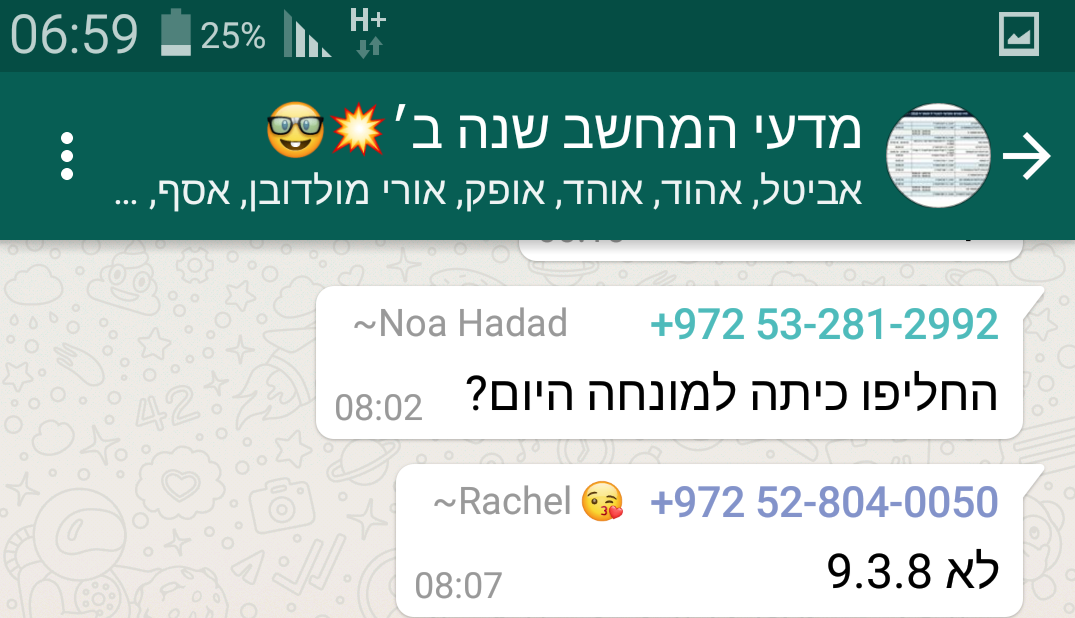 06:59 25% H+
מדעי המחשב שנה ב׳ 💥🤓
אביטל, אהוד, אוהד, אופק, אורי מולדובן, אסף, ...
~Noa Hadad +972 53-281-2992
החליפו כיתה למונחה היום?
08:02
~Rachel 😘 +972 52-804-0050
לא 9.3.8
08:07